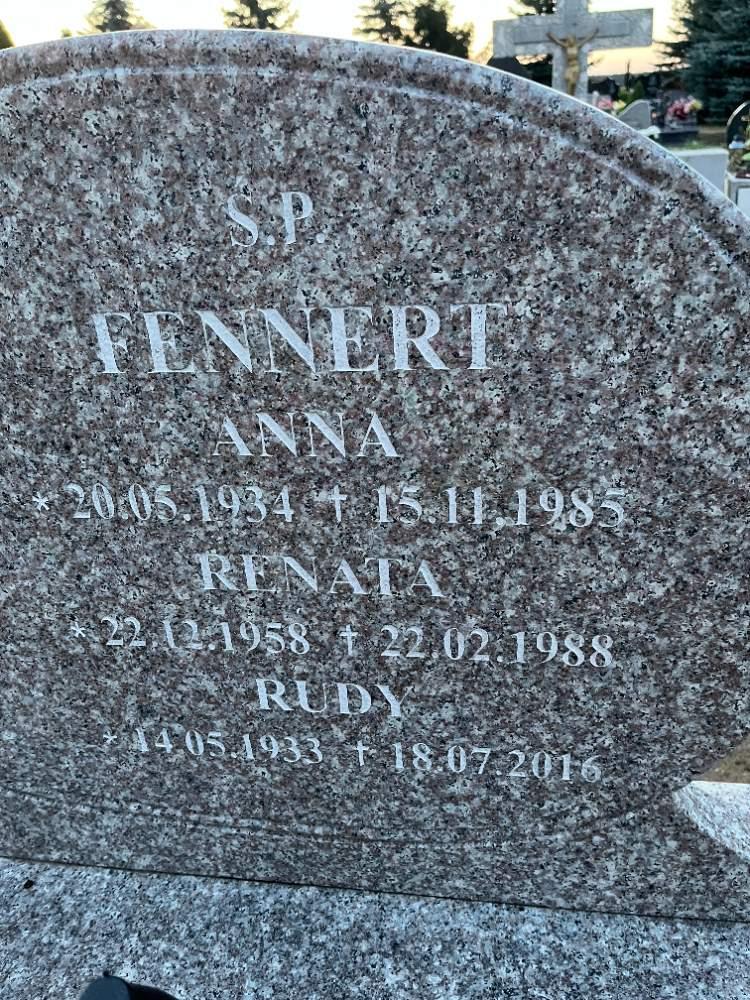 Ś.P.
FENNERT
ANNA
* 20.05.1934 † 15.11.1985
RENATA
* 22.12.1958 † 22.02.1988
RUDY
* 14.05.1933 † 18.07.2016